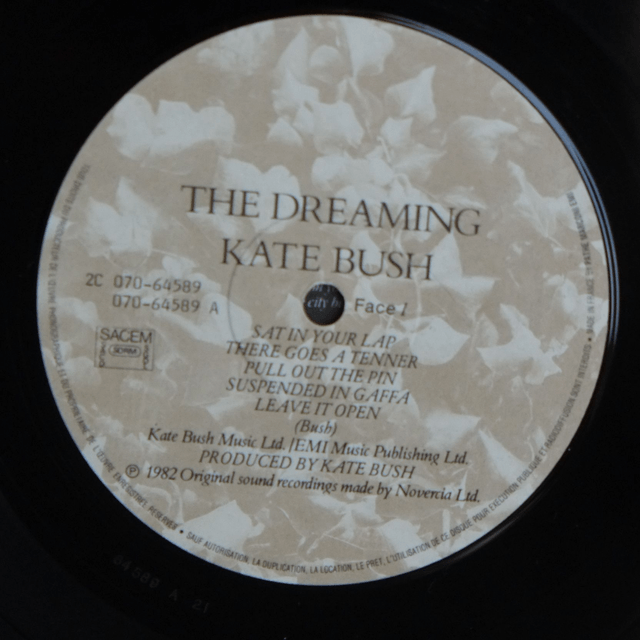 THE DREAMING
KATE BUSH
2C 070-64589
070-64589 A
Face 1
SACEM
SAT IN YOUR LAP
THERE GOES A TENNER
PULL OUT THE PIN
SUSPENDED IN GAFFA
LEAVE IT OPEN
(Bush)
Kate Bush Music Ltd. /EMI Music Publishing Ltd.
PRODUCED BY KATE BUSH
℗ 1982 Original sound recordings made by Novercia Ltd.
SAUF AUTORISATION, LA DUPLICATION, LA LOCATION, LE PRET, L'UTILISATION DE CE DISQUE POUR EXECUTION PUBLIQUE ET RADIODIFFUSION SONT INTERDITS